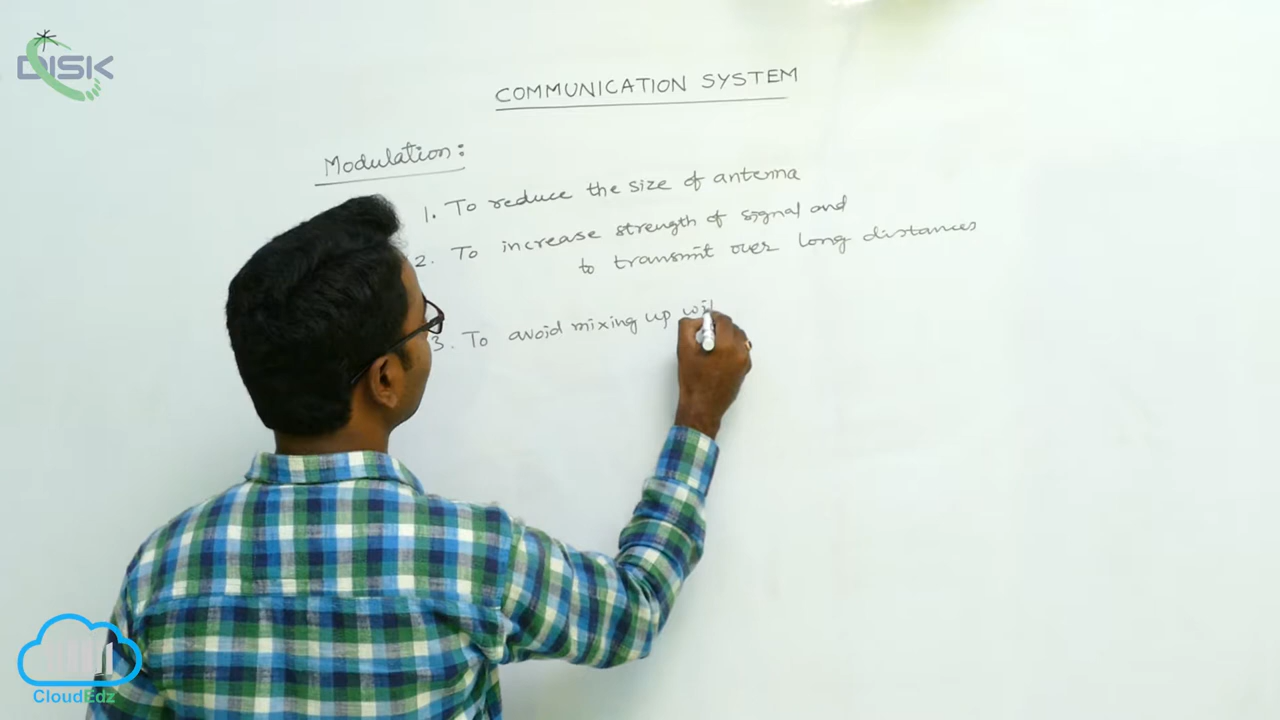 DISK
COMMUNICATION SYSTEM
Modulation:
1. To reduce the size of antenna
2. To increase strength of signal and
to transmit over long distances
3. To avoid mixing up wi
CloudEdz